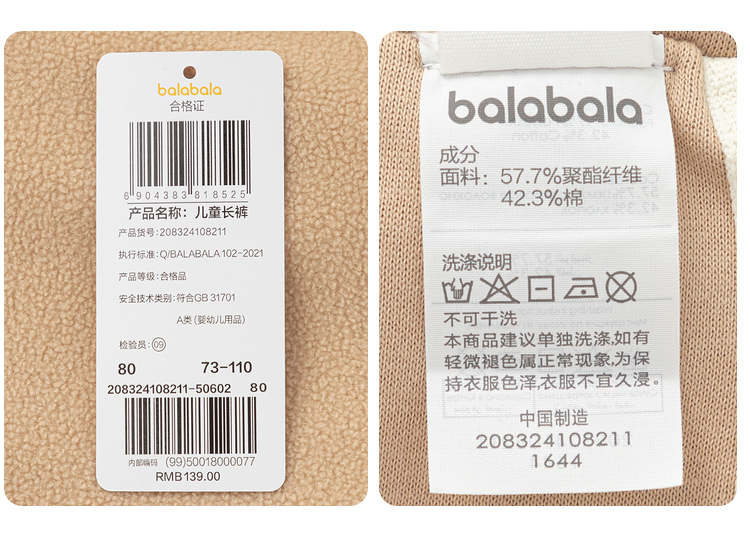 balabala
合格证
6 904383 818525
产品名称：儿童长裤
产品货号：208324108211
执行标准：Q/BALABALA 102-2021
产品等级：合格品
安全技术类别：符合GB 31701
A类 (婴幼儿用品)
检验员：09
80 73-110
208324108211-50602 80
内部编码 (99)50018000077
RMB139.00
balabala
成分
面料：57.7%聚酯纤维
42.3%棉
洗涤说明
不可干洗
本商品建议单独洗涤,如有
轻微褪色属正常现象,为保
持衣服色泽,衣服不宜久浸。
中国制造
208324108211
1644